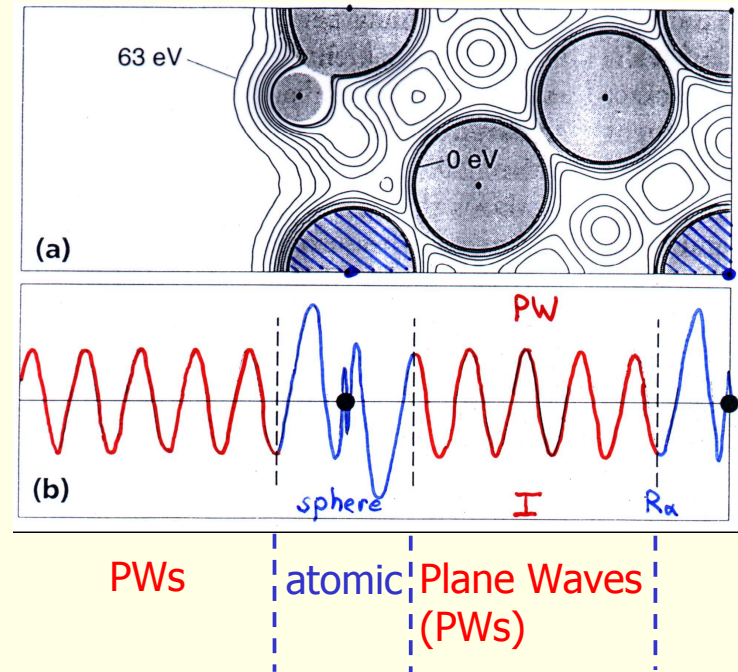 63 eV
0 eV
(a)
PW
(b)
sphere
I
Rα
PWs
atomic
Plane Waves
(PWs)